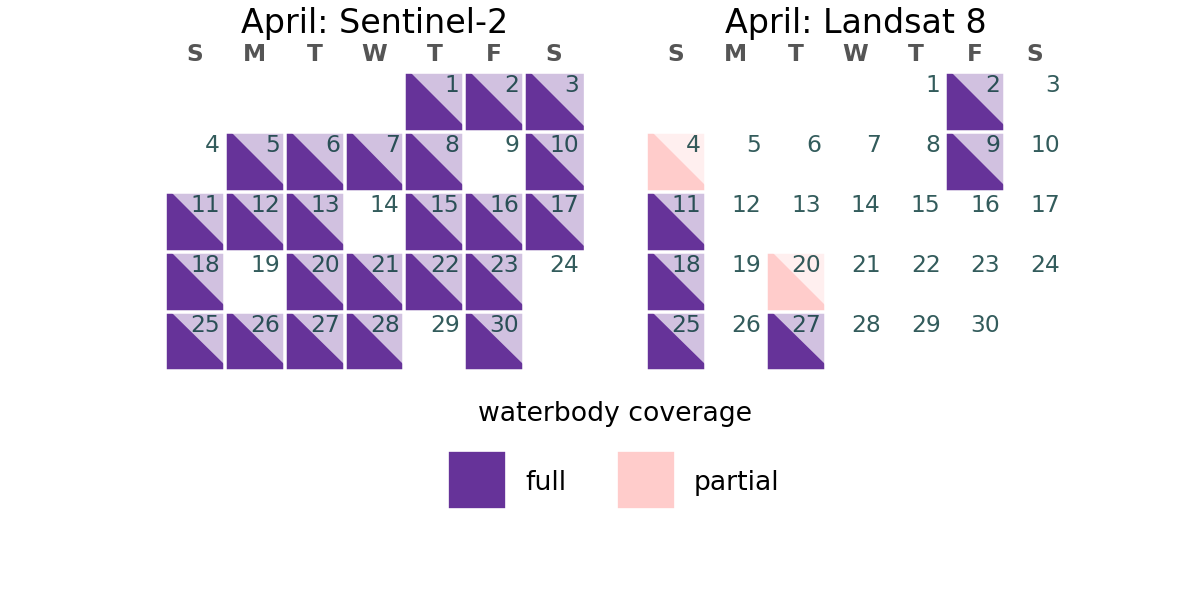 April: Sentinel-2
S M T W T F S
1 2 3
4 5 6 7 8 9 10
11 12 13 14 15 16 17
18 19 20 21 22 23 24
25 26 27 28 29 30
April: Landsat 8
S M T W T F S
1 2 3
4 5 6 7 8 9 10
11 12 13 14 15 16 17
18 19 20 21 22 23 24
25 26 27 28 29 30
waterbody coverage
full
partial